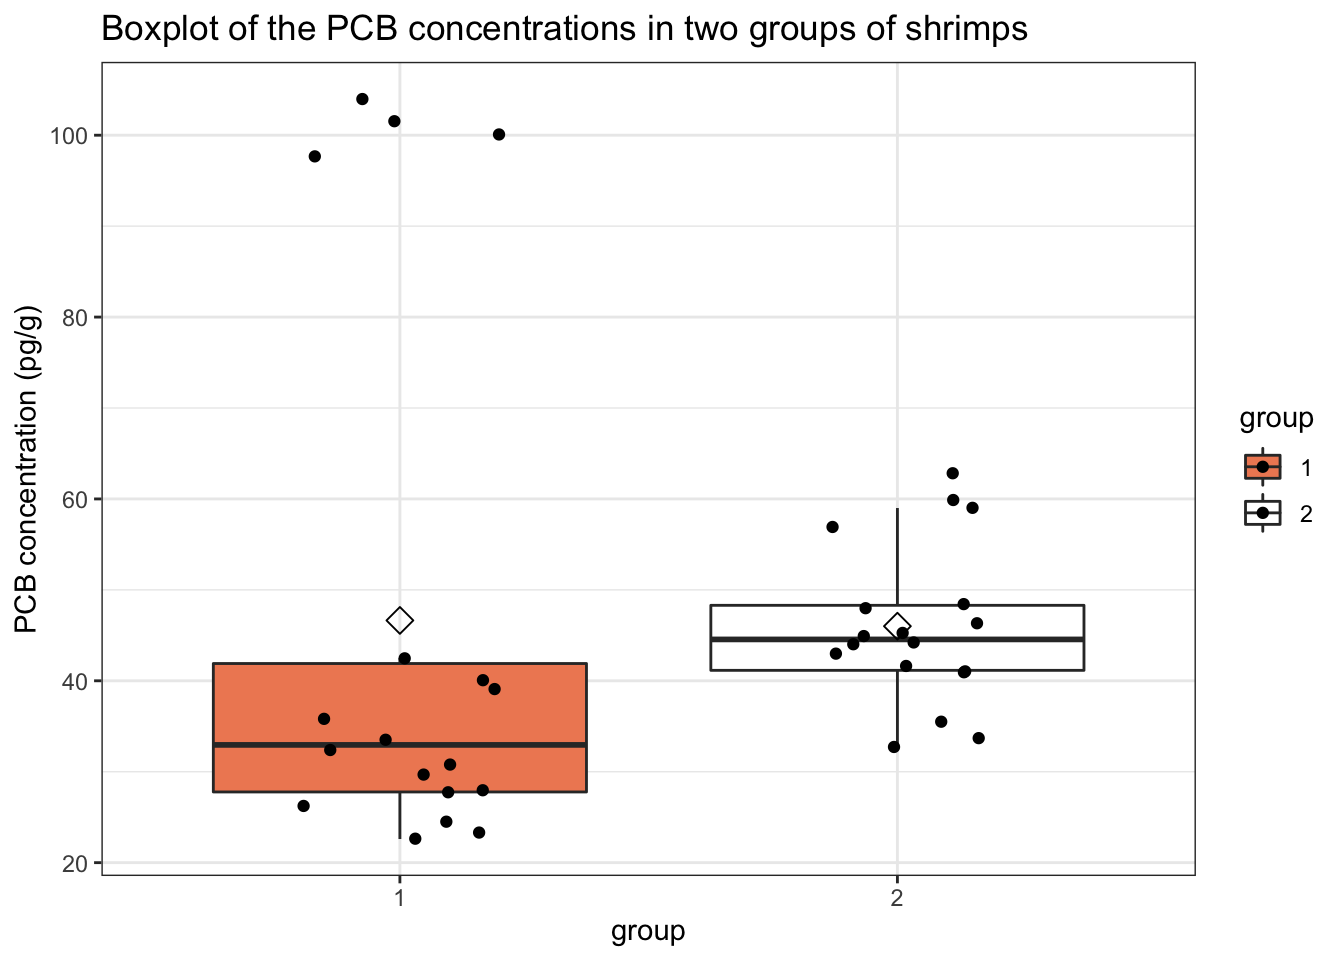 Boxplot of the PCB concentrations in two groups of shrimps
PCB concentration (pg/g)
100
80
60
40
20
1
2
group
group
1
2